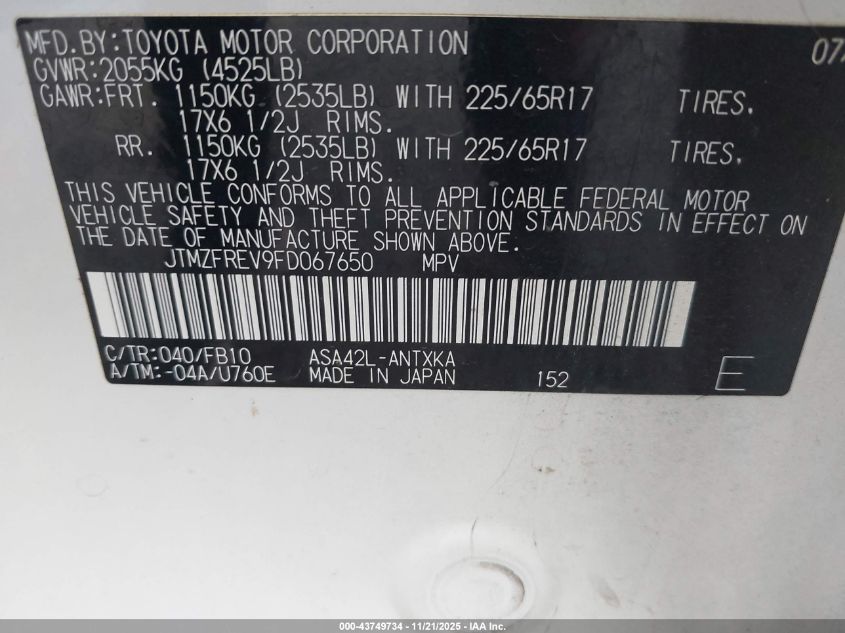 MFD.BY:TOYOTA MOTOR CORPORATION 07
GVWR:2055KG (4525LB)
GAWR:FRT. 1150KG (2535LB) WITH 225/65R17 TIRES.
17X6 1/2J RIMS.
RR. 1150KG (2535LB) WITH 225/65R17 TIRES.
17X6 1/2J RIMS.
THIS VEHICLE CONFORMS TO ALL APPLICABLE FEDERAL MOTOR
VEHICLE SAFETY AND THEFT PREVENTION STANDARDS IN EFFECT ON
THE DATE OF MANUFACTURE SHOWN ABOVE.
JTMZFREV9FD067650 MPV
C/TR:040/FB10 ASA42L-ANTXKA
A/TM:-04A/U760E MADE IN JAPAN 152 E
000-43749734 - 11/21/2025 - IAA Inc.